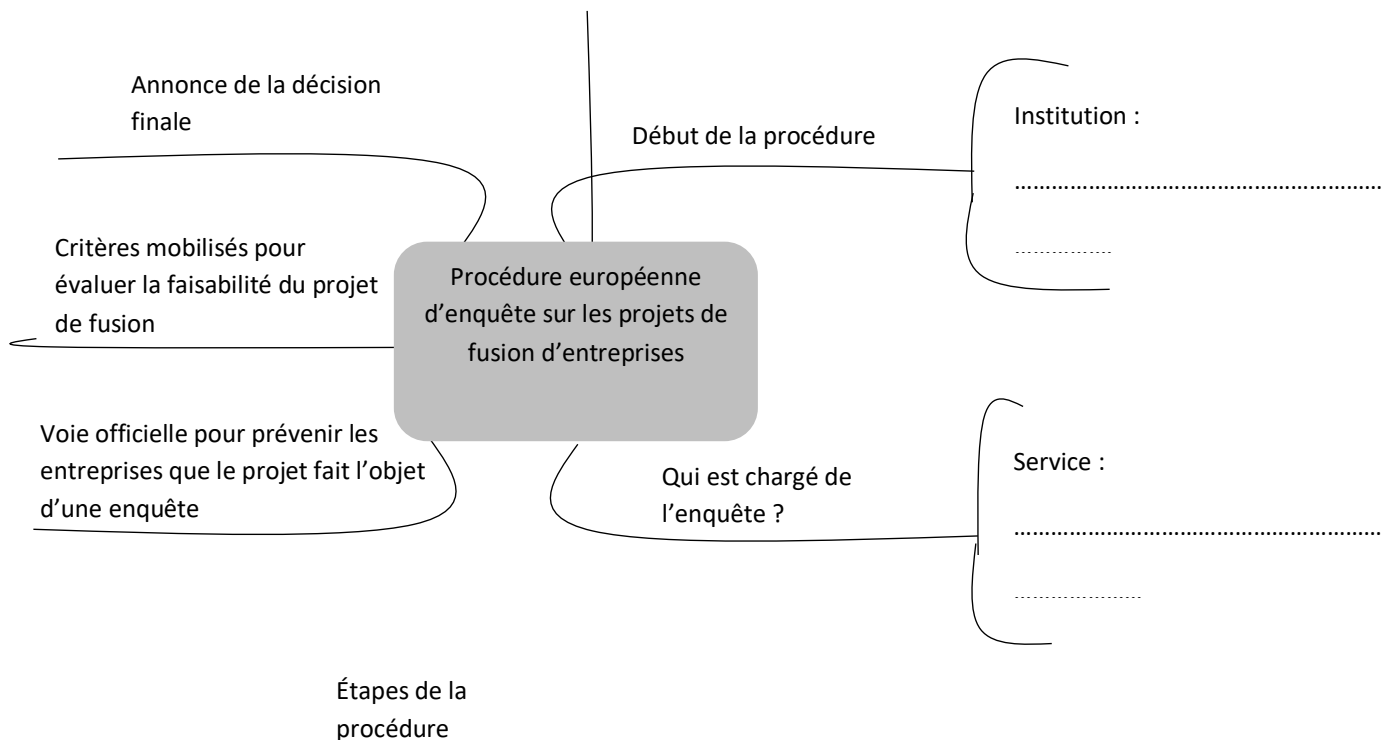 Annonce de la décision
finale
Début de la procédure
Institution :
…………………………………………………
……………
Critères mobilisés pour
évaluer la faisabilité du projet
de fusion
Procédure européenne
d’enquête sur les projets de
fusion d’entreprises
Voie officielle pour prévenir les
entreprises que le projet fait l’objet
d’une enquête
Qui est chargé de
l’enquête ?
Service :
…………………………………………………
………………
Étapes de la
procédure